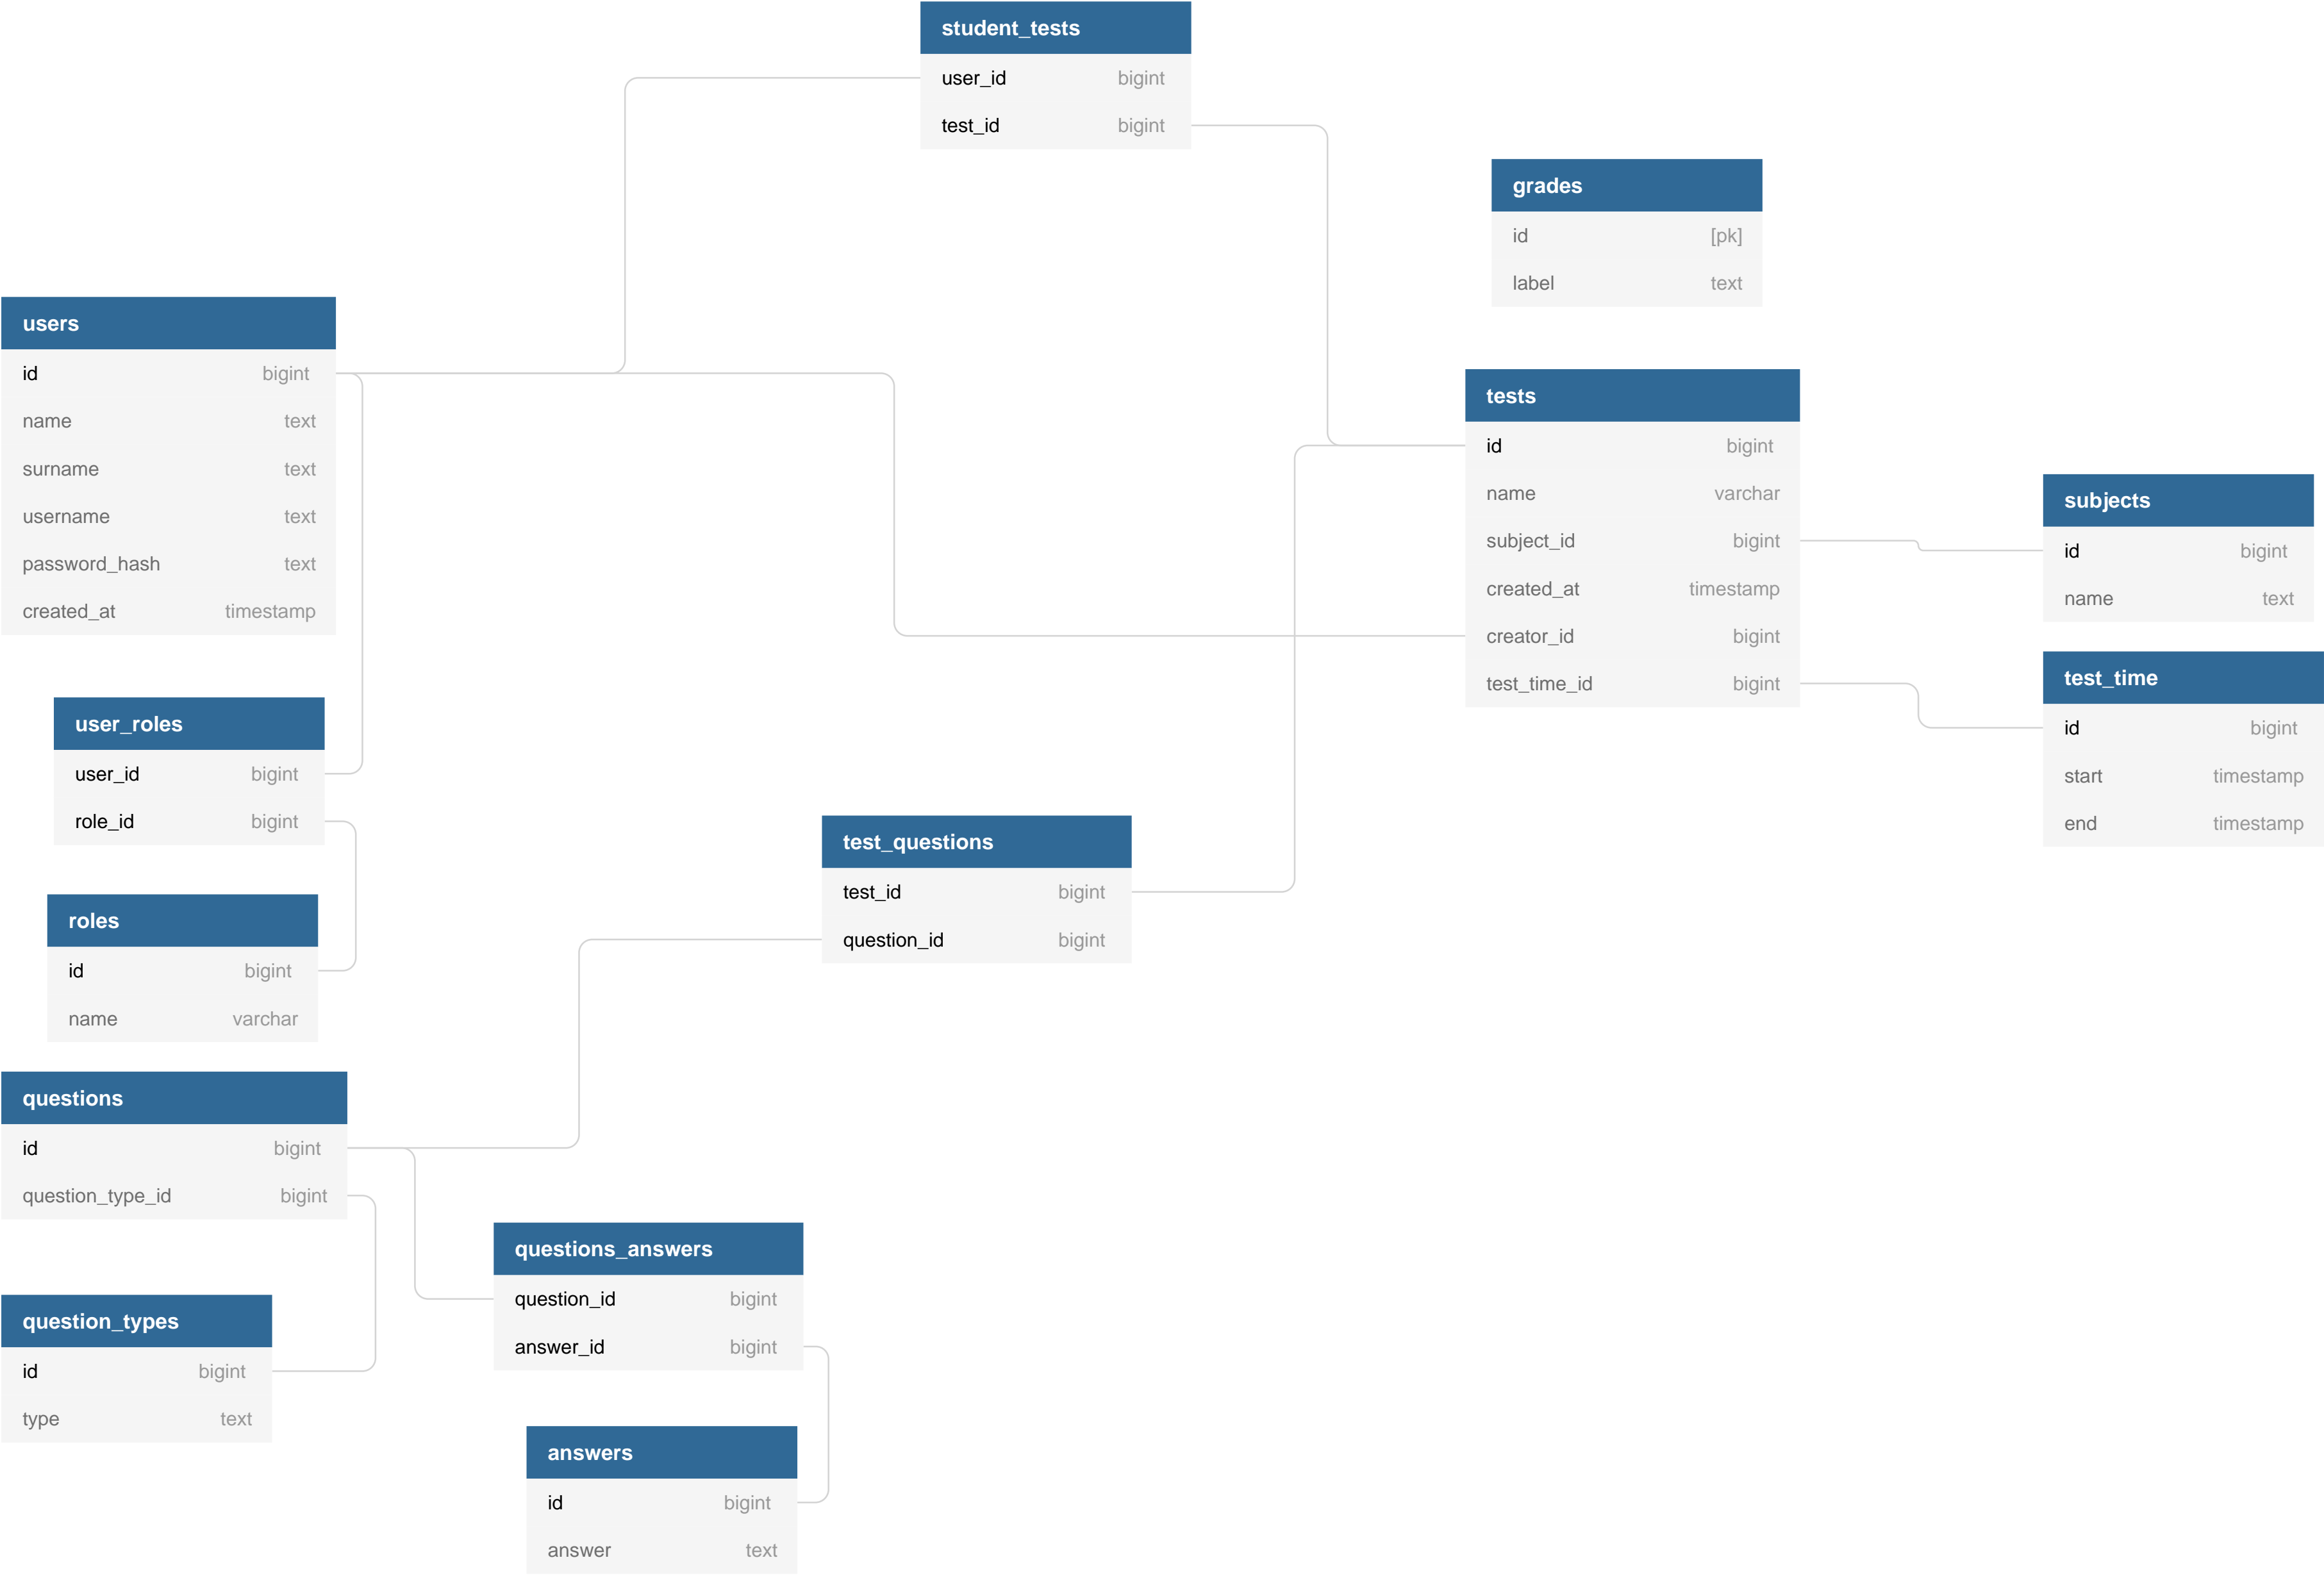 student_tests
user_id bigint
test_id bigint
grades
id [pk]
label text
users
id bigint
name text
surname text
username text
password_hash text
created_at timestamp
tests
id bigint
name varchar
subject_id bigint
created_at timestamp
creator_id bigint
test_time_id bigint
subjects
id bigint
name text
test_time
id bigint
start timestamp
end timestamp
user_roles
user_id bigint
role_id bigint
test_questions
test_id bigint
question_id bigint
roles
id bigint
name varchar
questions
id bigint
question_type_id bigint
questions_answers
question_id bigint
answer_id bigint
question_types
id bigint
type text
answers
id bigint
answer text